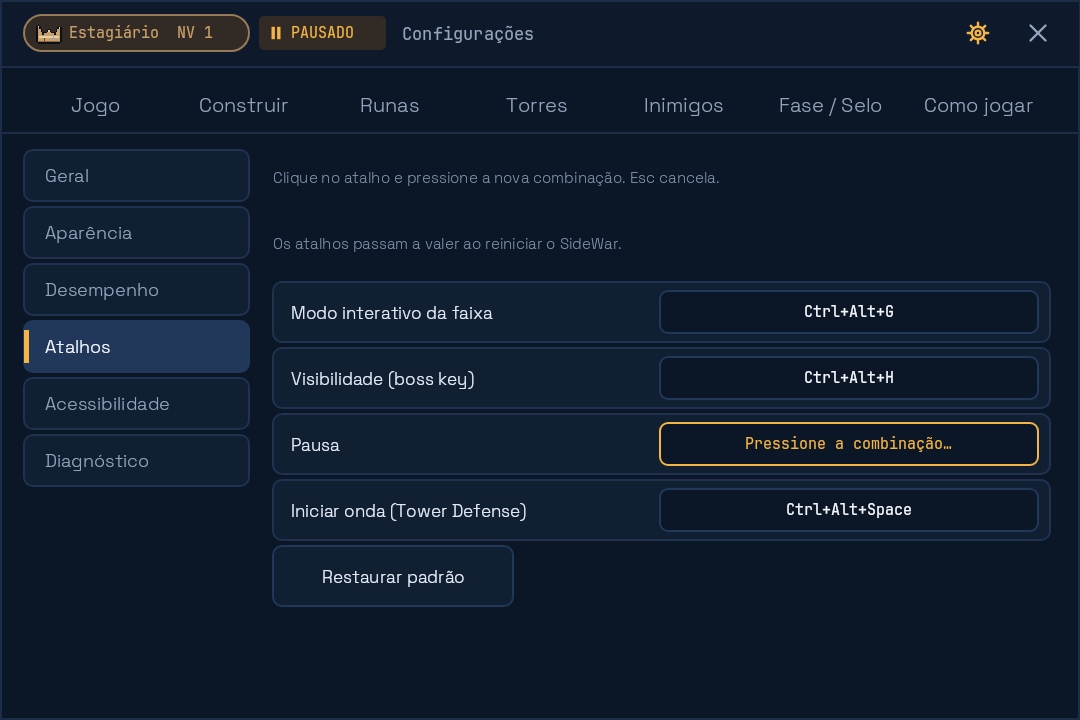 Estagiário NV 1
PAUSADO
Configurações
Jogo
Construir
Runas
Torres
Inimigos
Fase / Selo
Como jogar
Geral
Aparência
Desempenho
Atalhos
Acessibilidade
Diagnóstico
Clique no atalho e pressione a nova combinação. Esc cancela.
Os atalhos passam a valer ao reiniciar o SideWar.
Modo interativo da faixa
Ctrl+Alt+G
Visibilidade (boss key)
Ctrl+Alt+H
Pausa
Pressione a combinação…
Iniciar onda (Tower Defense)
Ctrl+Alt+Space
Restaurar padrão